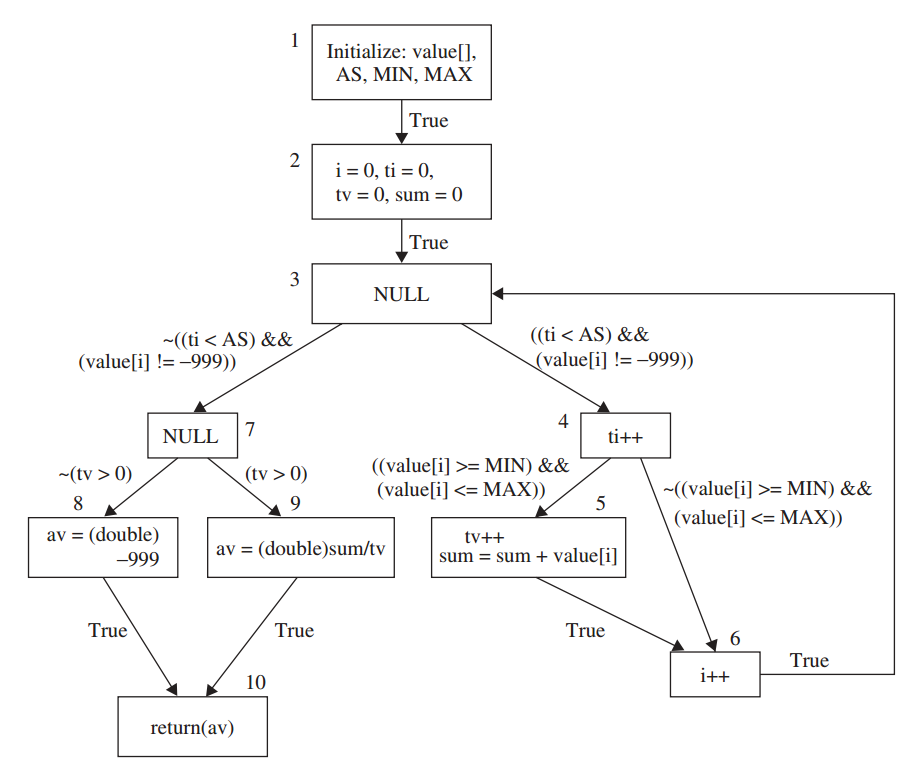 1
Initialize: value[],
AS, MIN, MAX
True
2
i = 0, ti = 0,
tv = 0, sum = 0
True
3
NULL
~((ti < AS) &&
(value[i] != −999))
((ti < AS) &&
(value[i] != −999))
NULL
7
4
ti++
~(tv > 0)
(tv > 0)
((value[i] >= MIN) &&
(value[i] <= MAX))
~((value[i] >= MIN) &&
(value[i] <= MAX))
8
9
5
av = (double)
−999
av = (double)sum/tv
tv++
sum = sum + value[i]
True
True
True
6
i++
True
10
return(av)